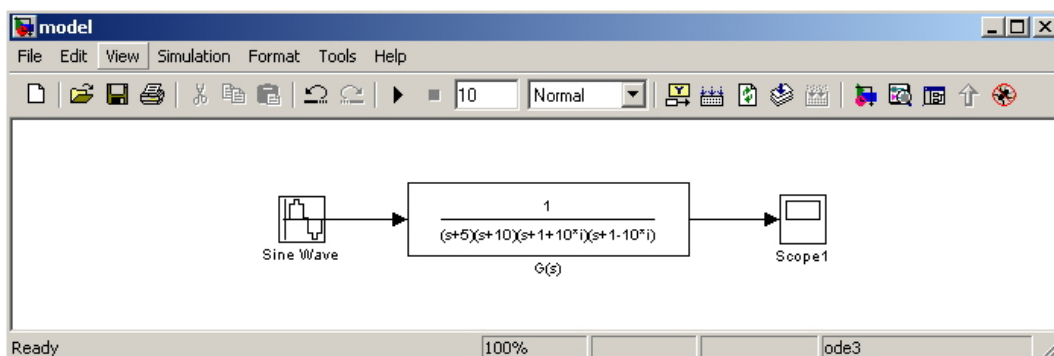 model
File Edit View Simulation Format Tools Help
10 Normal
1
(s+5)(s+10)(s+1+10*i)(s+1-10*i)
Sine Wave
G(s)
Scope1
Ready 100% ode3